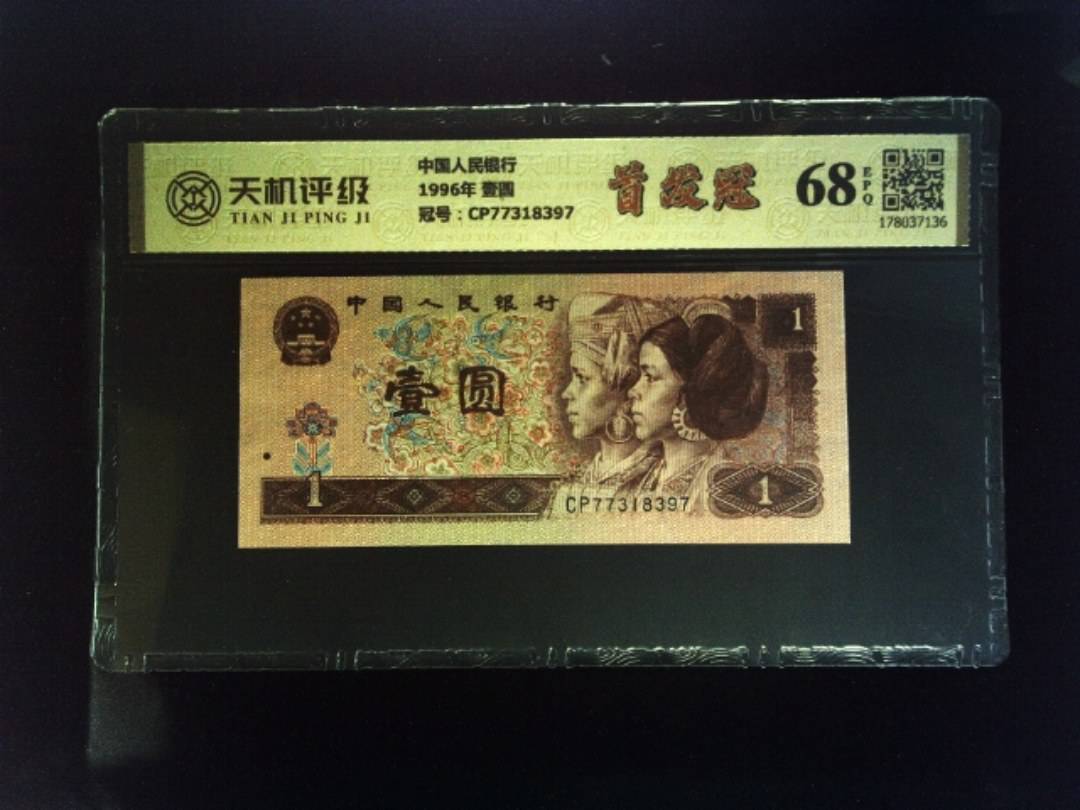 天机评级
TIAN JI PING JI
中国人民银行
1996年 壹圆
冠号：CP77318397
首发冠
68
EPQ
178037136
中国人民银行
1
壹圆
1
CP77318397
1